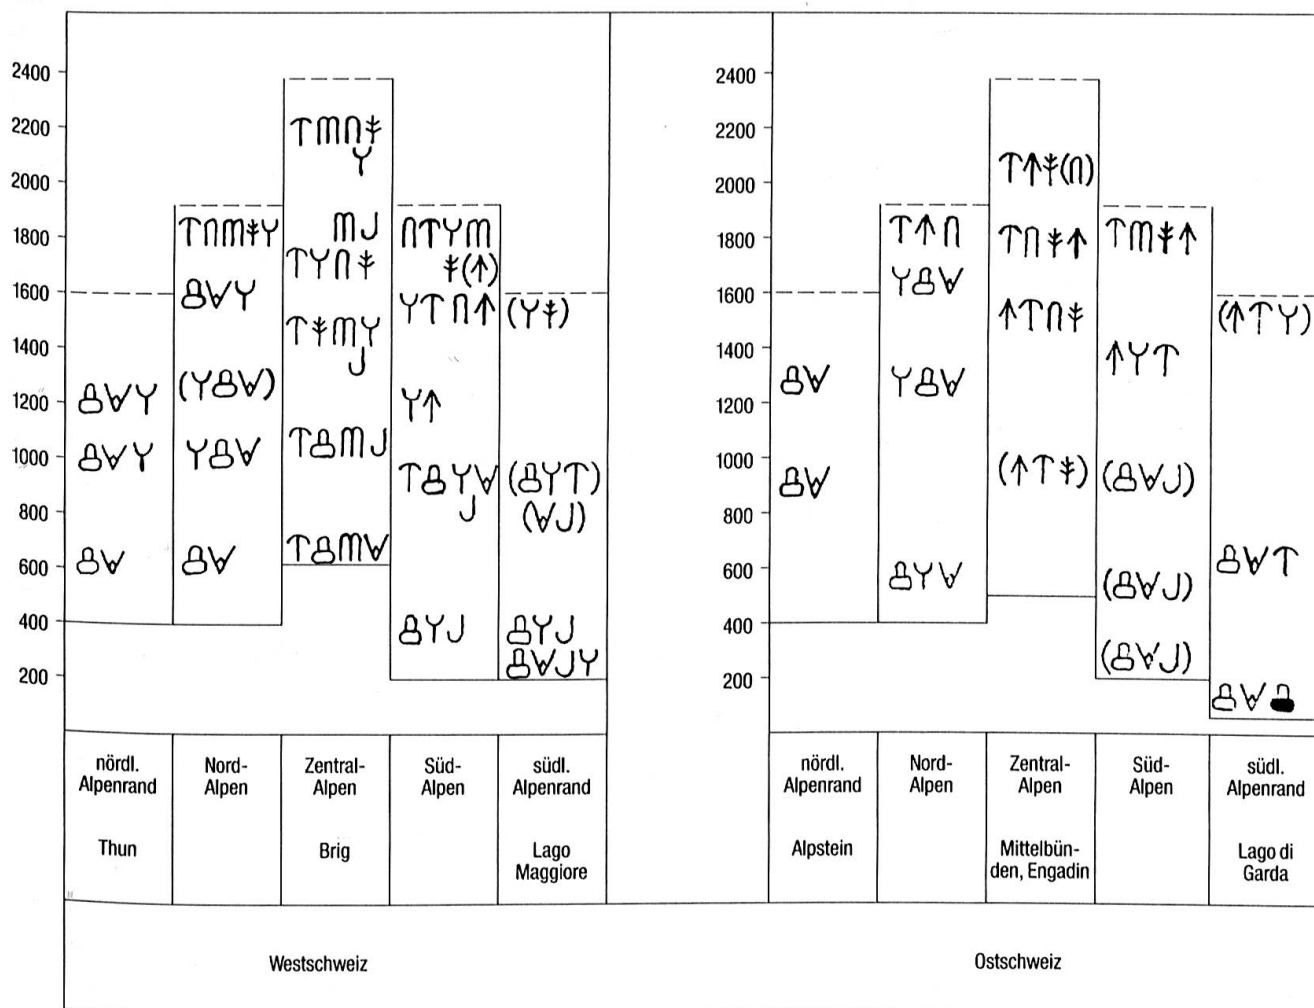 2400
2200
2000
1800
1600
1400
1200
1000
800
600
400
200
2400
2200
2000
1800
1600
1400
1200
1000
800
600
400
200
nördl.
Alpenrand
Thun
Nord-
Alpen
Zentral-
Alpen
Brig
Süd-
Alpen
südl.
Alpenrand
Lago
Maggiore
nördl.
Alpenrand
Alpstein
Nord-
Alpen
Zentral-
Alpen
Mittelbün-
den, Engadin
Süd-
Alpen
südl.
Alpenrand
Lago di
Garda
Westschweiz
Ostschweiz